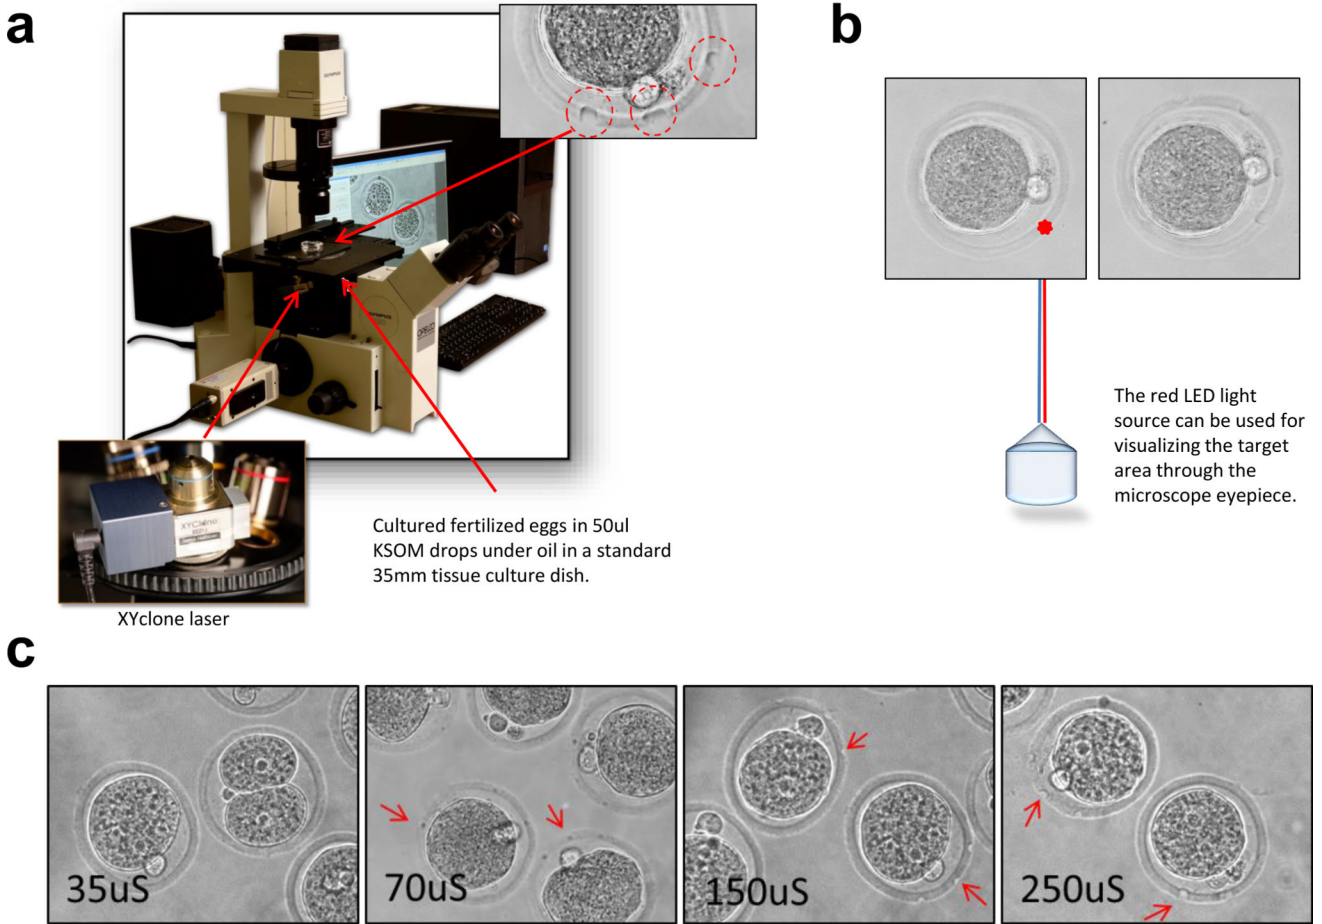 a
b
OLYMPUS
XYClone
XYclone laser
Cultured fertilized eggs in 50ul
KSOM drops under oil in a standard
35mm tissue culture dish.
The red LED light
source can be used for
visualizing the target
area through the
microscope eyepiece.
c
35uS
70uS
150uS
250uS